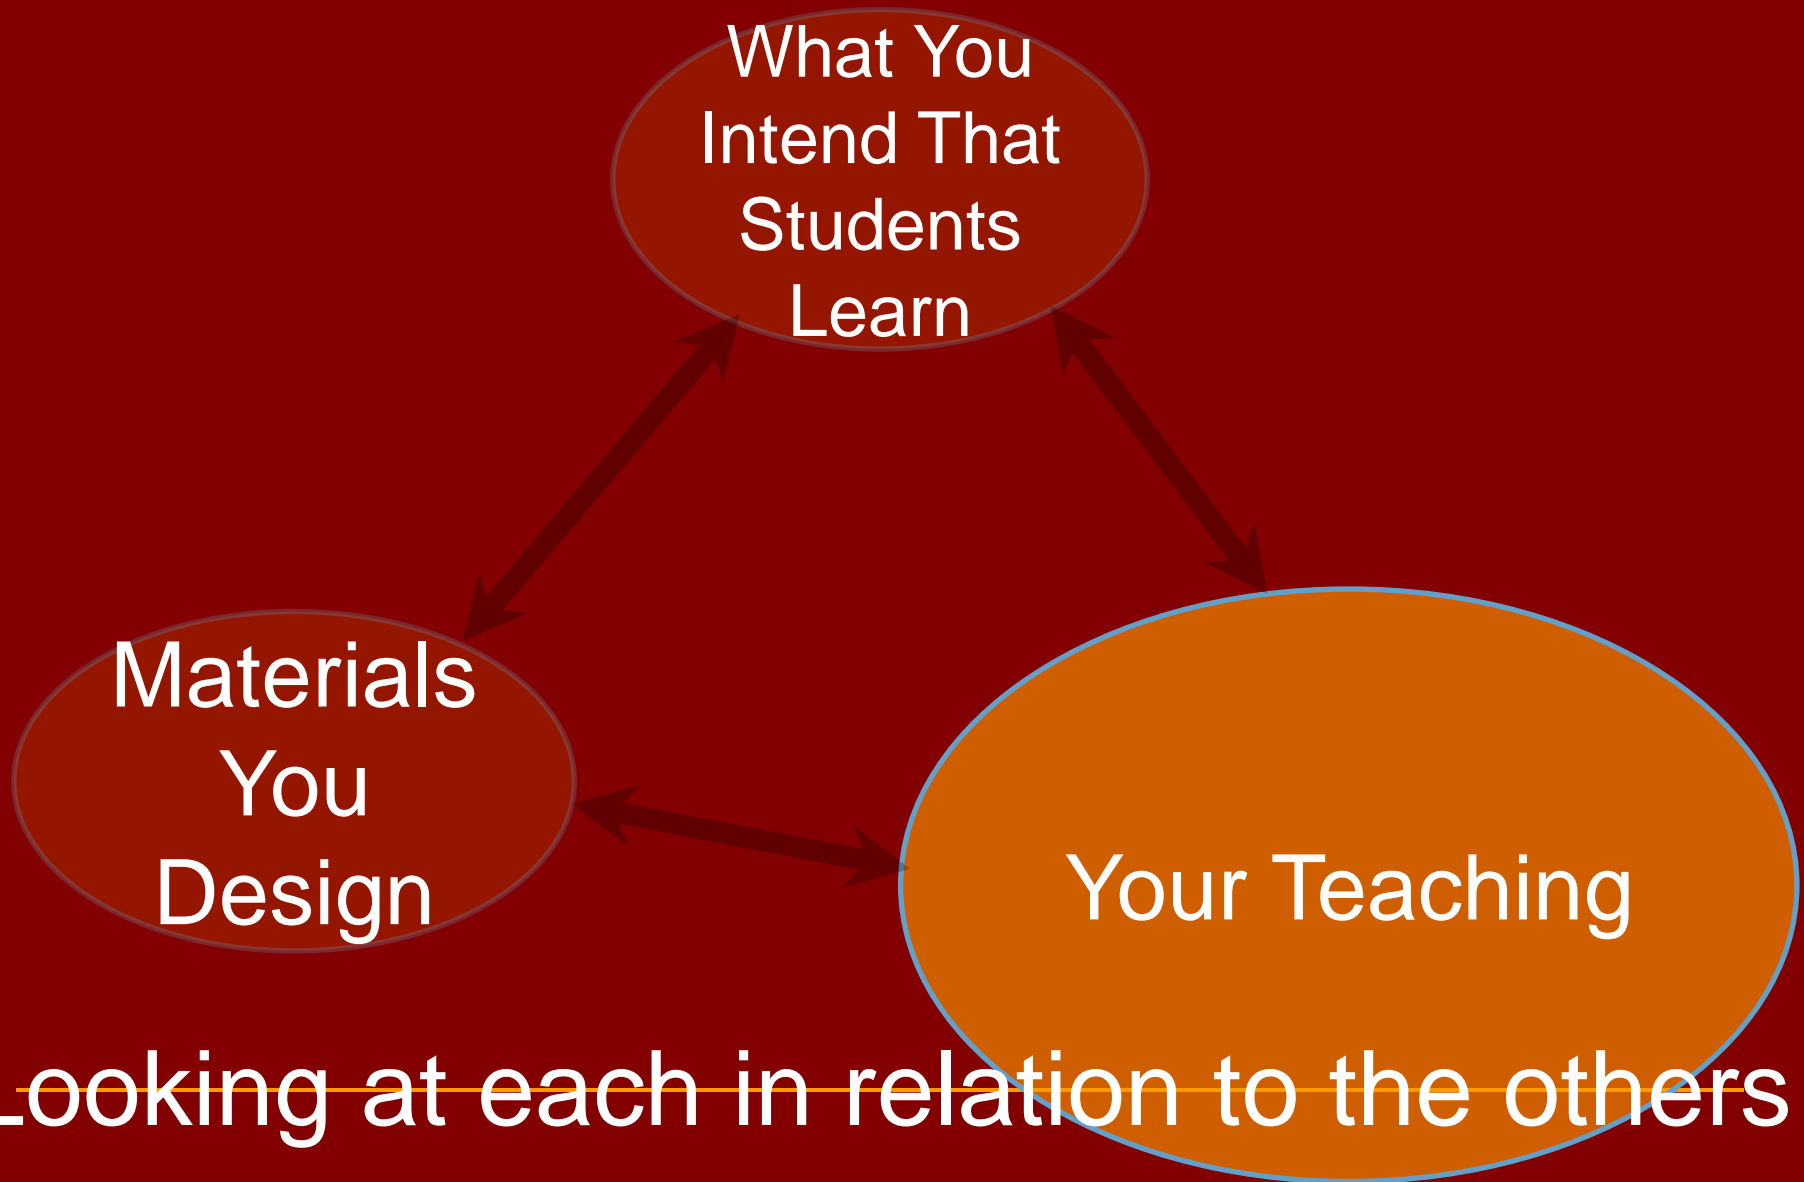 What You
Intend That
Students
Learn
Materials
You
Design
Your Teaching
Looking at each in relation to the others